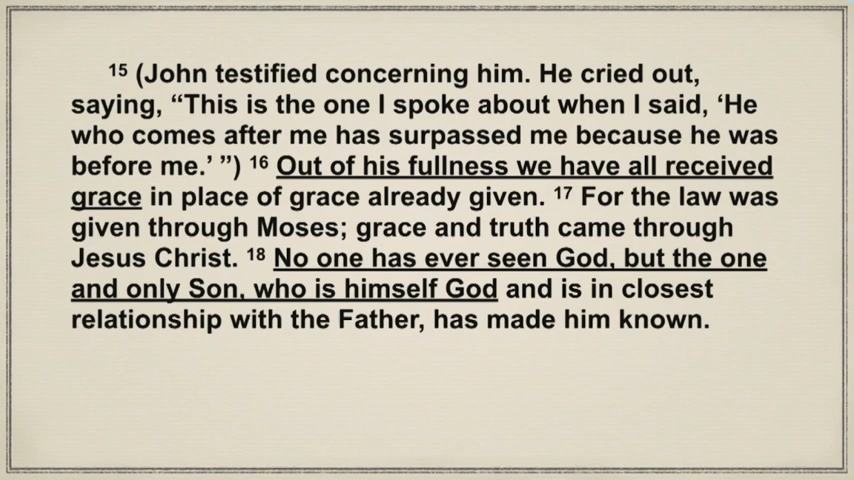 15 (John testified concerning him. He cried out,
saying, “This is the one I spoke about when I said, ‘He
who comes after me has surpassed me because he was
before me.’ ”) 16 Out of his fullness we have all received
grace in place of grace already given. 17 For the law was
given through Moses; grace and truth came through
Jesus Christ. 18 No one has ever seen God, but the one
and only Son, who is himself God and is in closest
relationship with the Father, has made him known.